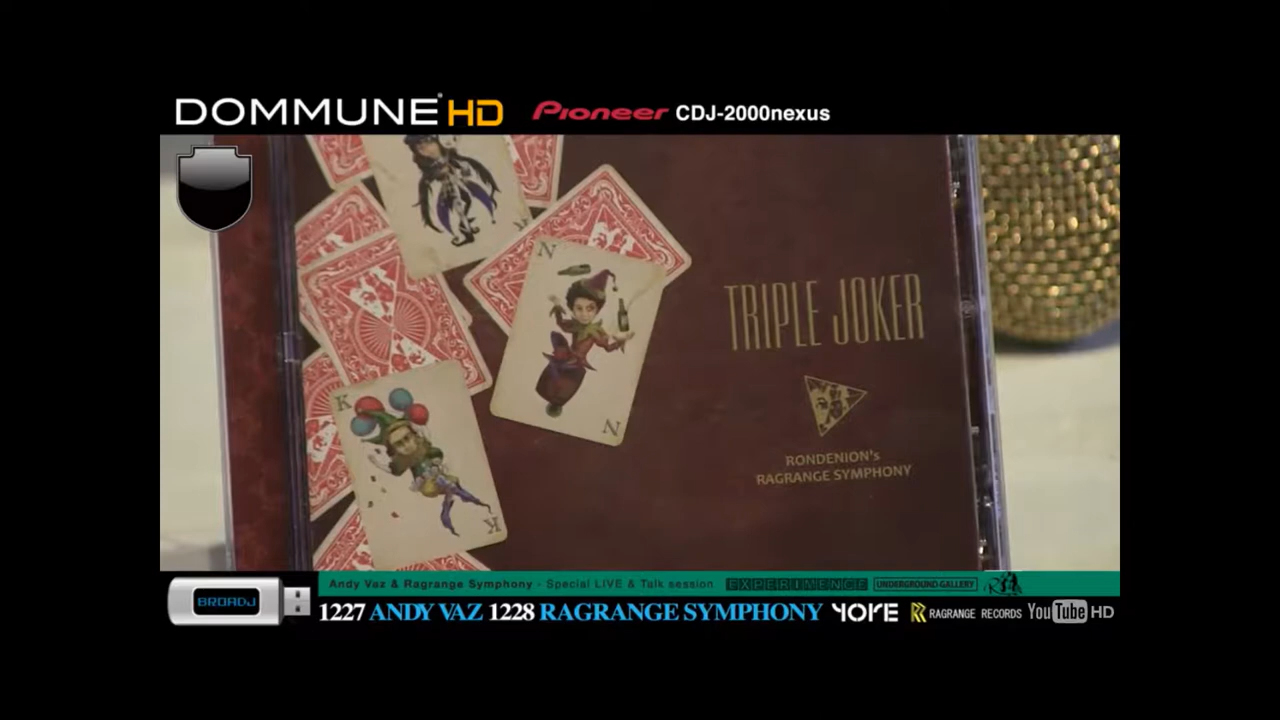 DOMMUNE HD Pioneer CDJ-2000nexus
N
TRIPLE JOKER
K
N
RONDENION's
RAGRANGE SYMPHONY
K
Andy Vaz & Ragrange Symphony - Special LIVE & Talk session EXPERIMENCE UNDERGROUND GALLERY
BROADJ
1227 ANDY VAZ 1228 RAGRANGE SYMPHONY YORE RAGRANGE RECORDS YouTube HD